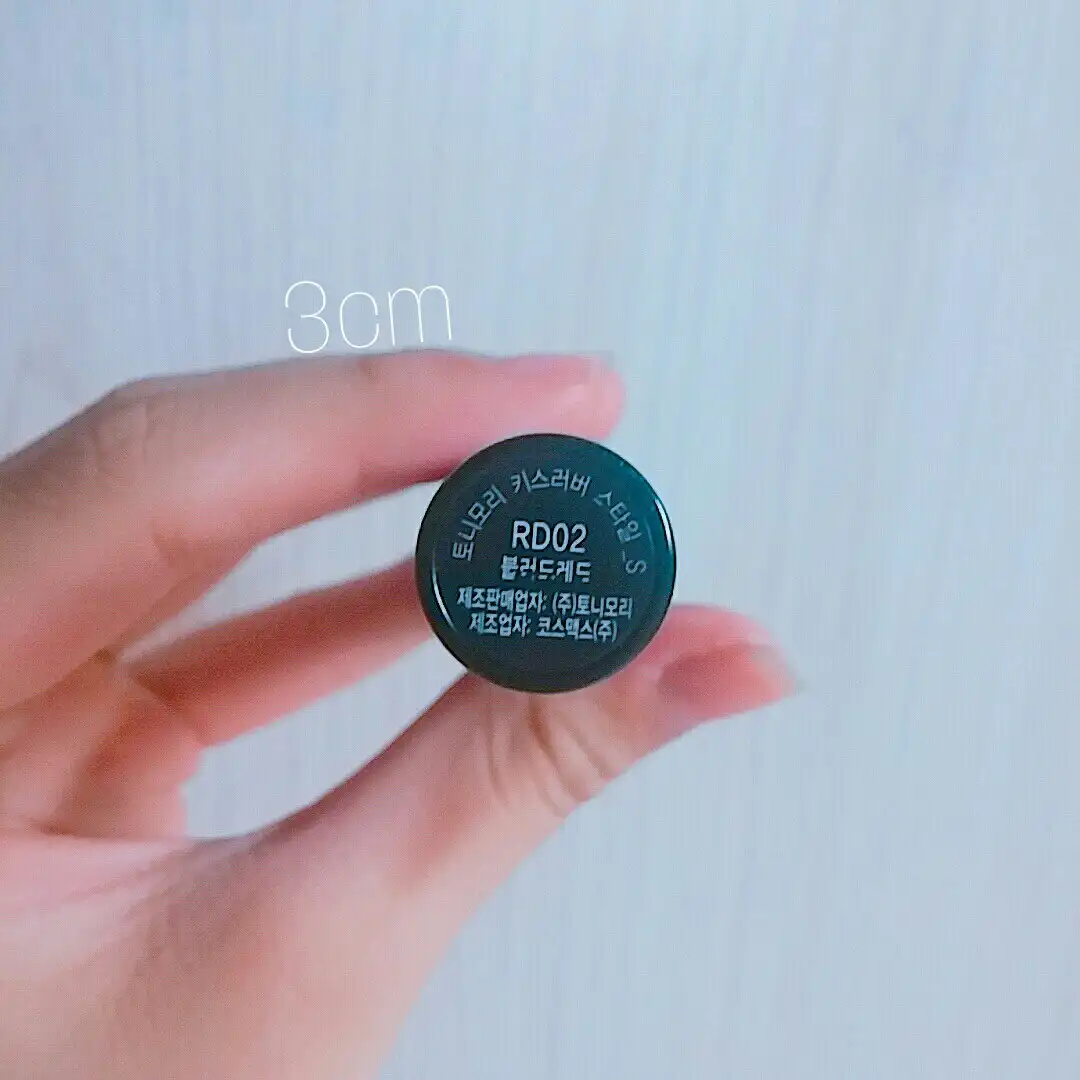 3cm
토니모리 키스러버 스타일_S
RD02
블러드레드
제조판매업자: (주)토니모리
제조업자: 코스맥스(주)